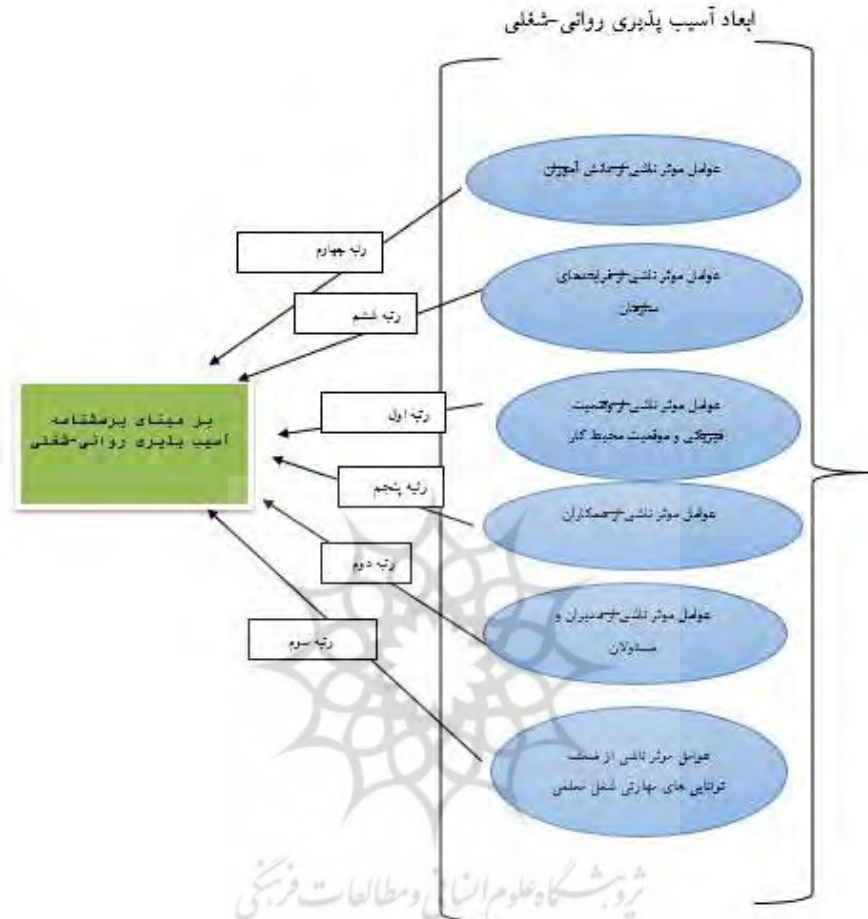 ابعاد آسیب پذیری روانی-شغلی
عوامل موثر ناشی از دانش آموزان
رتبه چهارم
عوامل موثر ناشی از فرایندهای
سازمان
رتبه ششم
عوامل موثر ناشی از وضعیت
فیزیکی و موقعیت محیط کار
رتبه اول
بر مبنای پرسشنامه
آسیب پذیری روانی-شغلی
رتبه پنجم
عوامل موثر ناشی از همکاران
رتبه دوم
عوامل موثر ناشی از مدیران و
مسئولان
رتبه سوم
عوامل موثر ناشی از ضعف
توانایی های مهارتی شغل معلمی
پژوهشگاه علوم انسانی و مطالعات فرهنگی